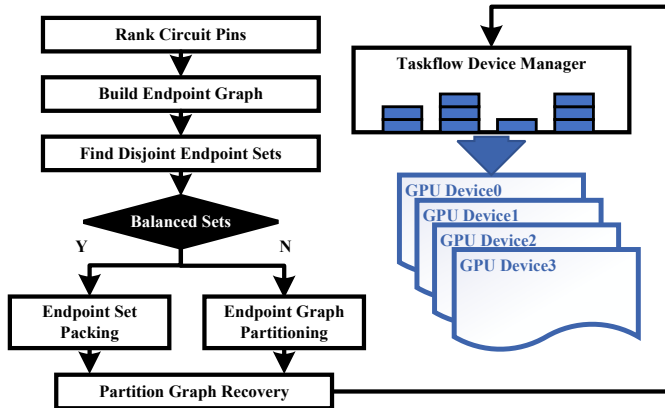 Rank Circuit Pins
Build Endpoint Graph
Find Disjoint Endpoint Sets
Balanced Sets
Y
N
Endpoint Set
Packing
Endpoint Graph
Partitioning
Partition Graph Recovery
Taskflow Device Manager
GPU Device0
GPU Device1
GPU Device2
GPU Device3